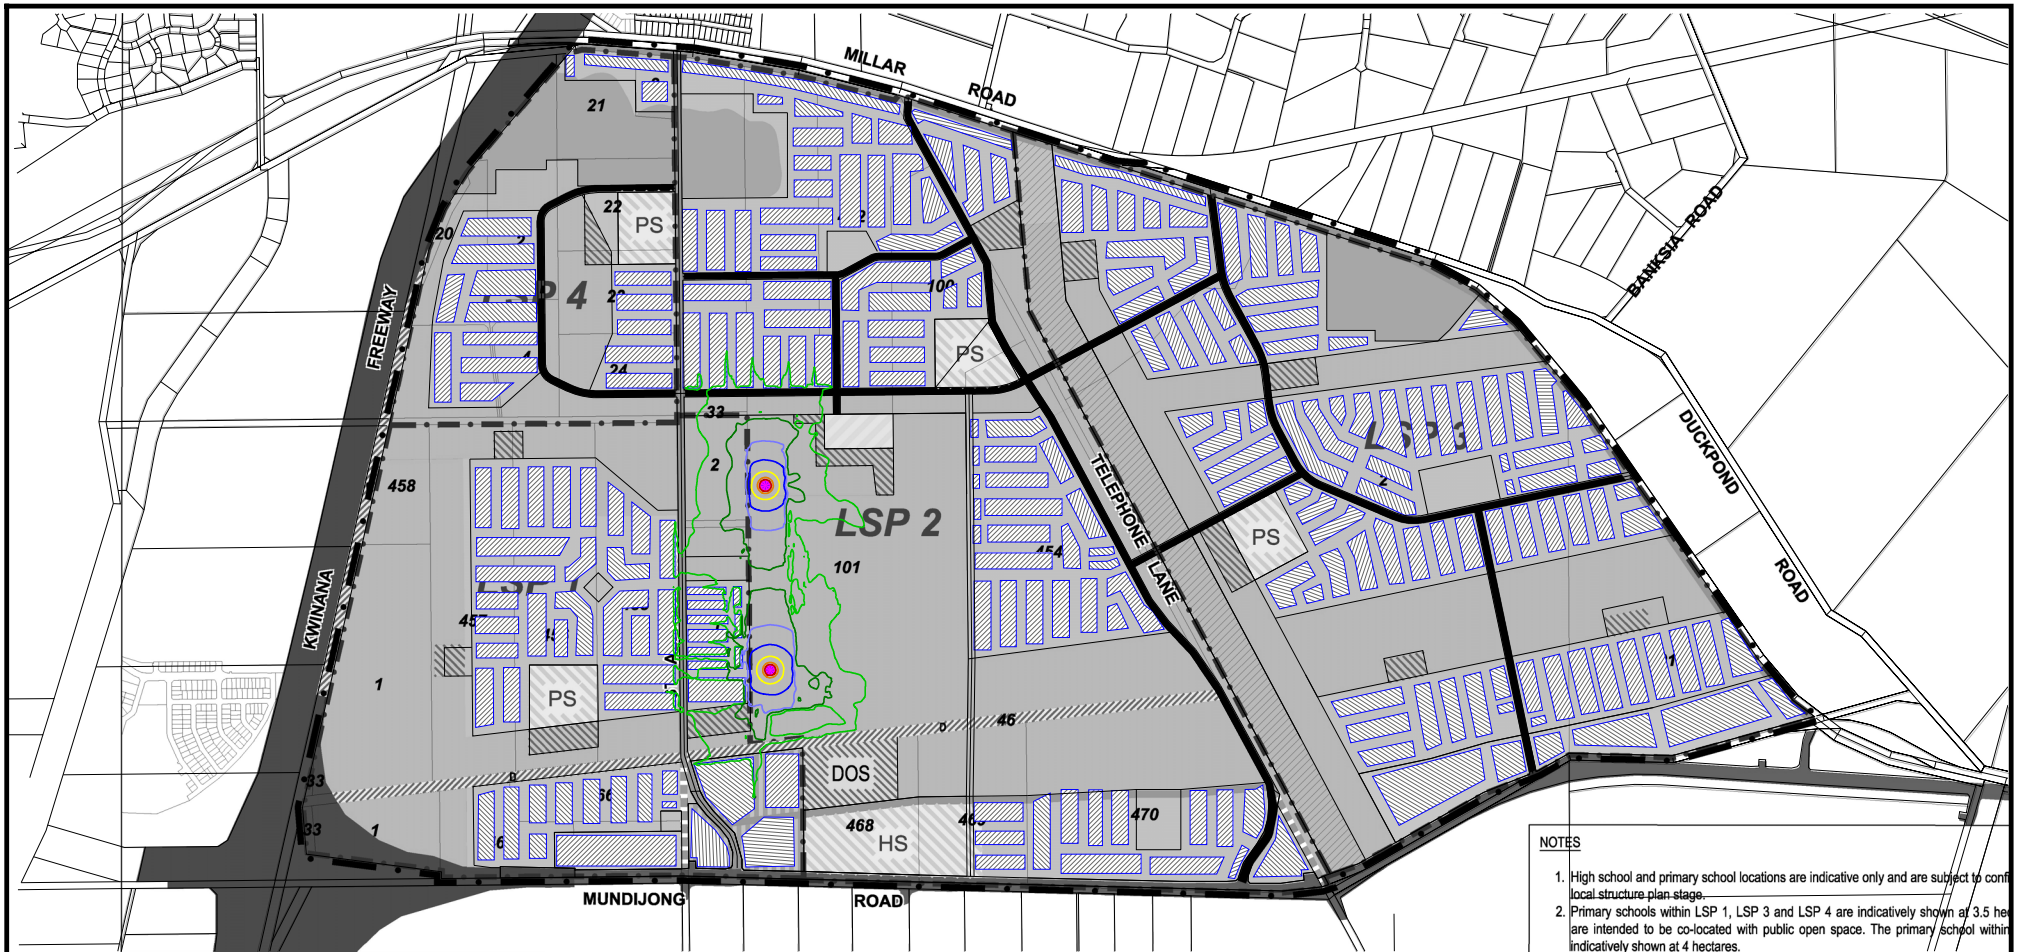 MILLAR
ROAD
21
BANKSIA ROAD
22
PS
20
2
LSP 4
100
FREEWAY
PS
24
33
DUCKPOND
2
LSP 3
2
TELEPHONE
458
LSP 2
PS
454
101
LANE
ROAD
KWINANA
LSP 1
1
PS
46
D
D
DOS
33
33
1
468
470
HS
MUNDIJONG
ROAD
NOTES
1. High school and primary school locations are indicative only and are subject to
local structure plan stage.
2. Primary schools within LSP 1, LSP 3 and LSP 4 are indicatively shown at 3.5
are intended to be co-located with public open space. The primary school within
indicatively shown at 4 hectares.